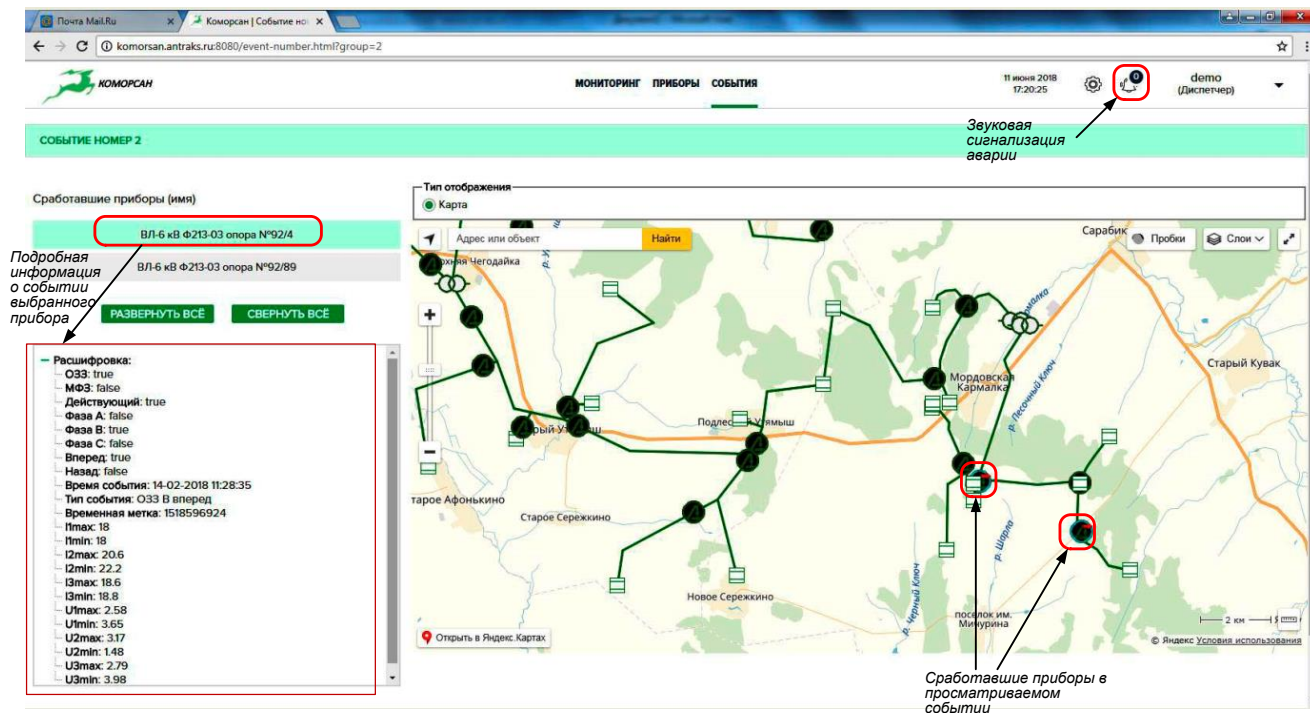 Почта Mail.Ru
Коморсан | Событие но
komorsan.antraks.ru:8080/event-number.html?group=2
КОМОРСАН
МОНИТОРИНГ ПРИБОРЫ СОБЫТИЯ
11 июня 2018
17:20:25
0
demo
(Диспетчер)
Звуковая
сигнализация
аварии
СОБЫТИЕ НОМЕР 2
Сработавшие приборы (имя)
ВЛ-6 кВ Ф213-03 опора №92/4
ВЛ-6 кВ Ф213-03 опора №92/89
Подробная
информация
о событии
выбранного
прибора
РАЗВЕРНУТЬ ВСЁ СВЕРНУТЬ ВСЁ
Расшифровка:
ОЗЗ: true
МФЗ: false
Действующий: true
Фаза А: false
Фаза В: true
Фаза С: false
Вперед: true
Назад: false
Время события: 14-02-2018 11:28:35
Тип события: ОЗЗ В вперед
Временная метка: 1518596924
I1max: 18
I1min: 18
I2max: 20.6
I2min: 22.2
I3max: 18.6
I3min: 18.8
U1max: 2.58
U1min: 3.65
U2max: 3.17
U2min: 1.48
U3max: 2.79
U3min: 3.98
Тип отображения
Карта
Адрес или объект
Найти
Сарабик
Пробки
Слои
Чегодайка
Старый Кувак
Мордовская
Кармалка
р. Лесочный Ключ
Старое Сережкино
р. Шарла
Новое Сережкино
р. Черный Ключ
поселок им.
Мичурина
2 км
Открыть в Яндекс.Картах
© Яндекс Условия использования
Сработавшие приборы в
просматриваемом
событии